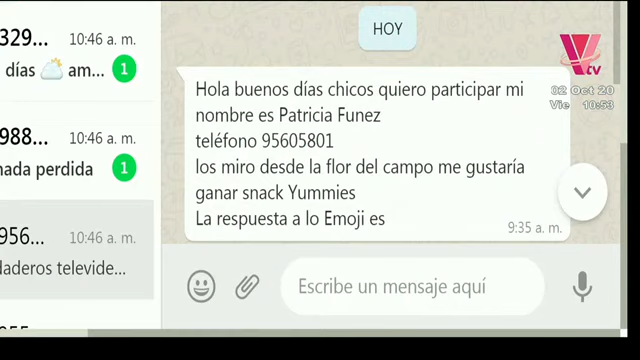 329...
10:46 a. m.
días am...
1
988...
10:46 a. m.
nada perdida
1
956...
10:46 a. m.
daderos televide...
HOY
Hola buenos días chicos quiero participar mi
nombre es Patricia Funez
teléfono 95605801
los miro desde la flor del campo me gustaría
ganar snack Yummies
La respuesta a lo Emoji es
9:35 a. m.
Escribe un mensaje aquí
V
tv
02 Oct 20
Vie 10:53